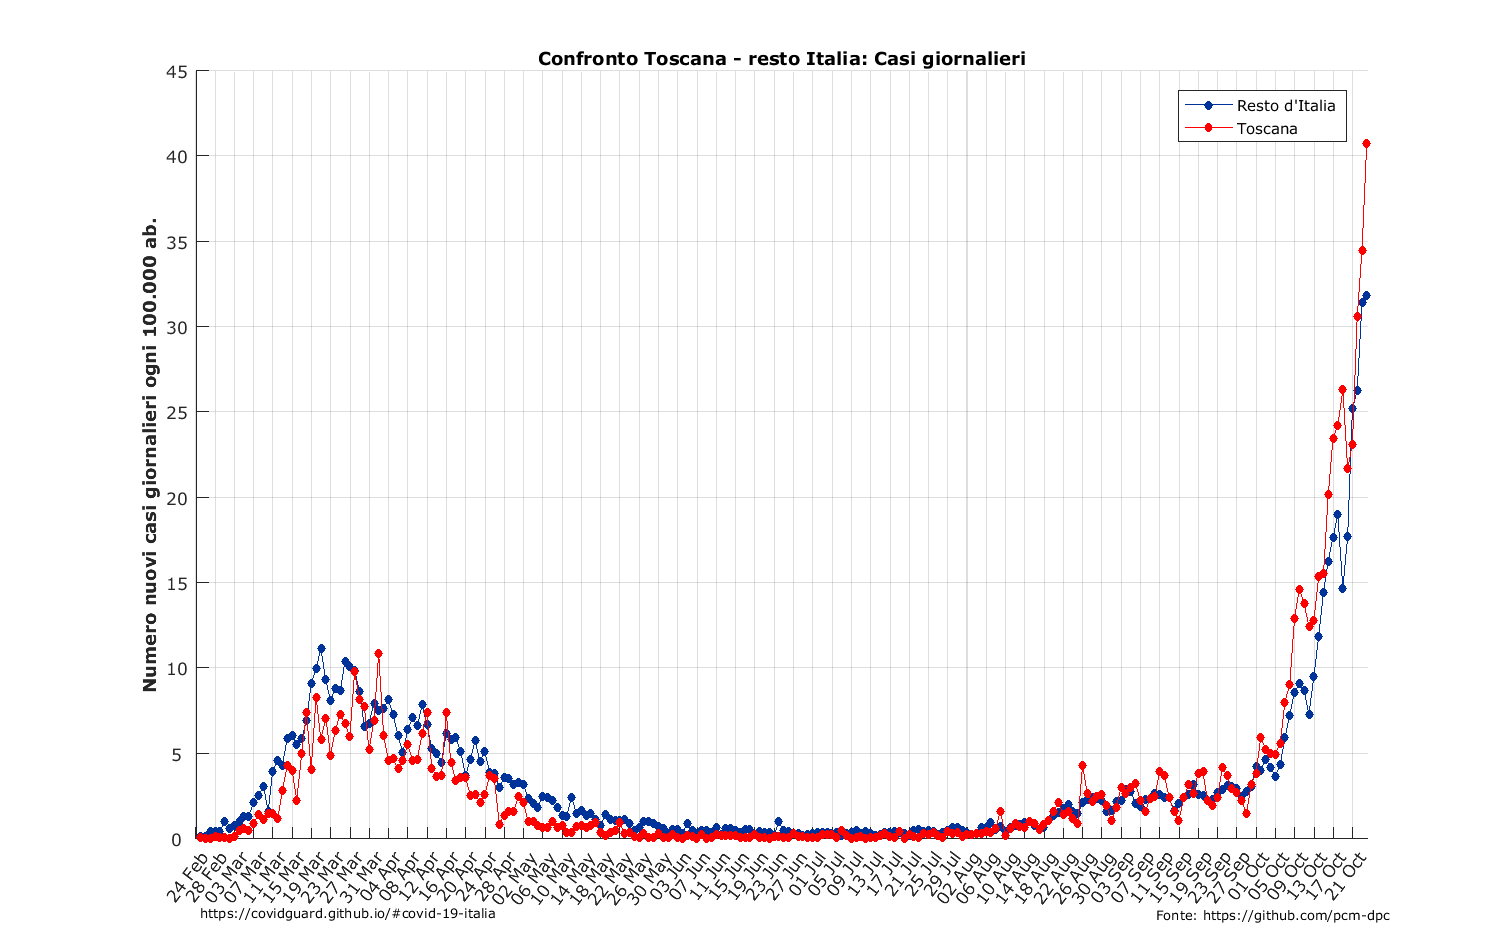 Confronto Toscana - resto Italia: Casi giornalieri
45
40
35
30
25
20
15
10
5
0
Numero nuovi casi giornalieri ogni 100.000 ab.
Resto d'Italia
Toscana
24 Feb
28 Feb
03 Mar
07 Mar
11 Mar
15 Mar
19 Mar
23 Mar
27 Mar
31 Mar
04 Apr
08 Apr
12 Apr
16 Apr
20 Apr
24 Apr
28 Apr
02 May
06 May
10 May
14 May
18 May
22 May
26 May
30 May
03 Jun
07 Jun
11 Jun
15 Jun
19 Jun
23 Jun
27 Jun
01 Jul
05 Jul
09 Jul
13 Jul
17 Jul
21 Jul
25 Jul
29 Jul
02 Aug
06 Aug
10 Aug
14 Aug
18 Aug
22 Aug
26 Aug
30 Aug
03 Sep
07 Sep
11 Sep
15 Sep
19 Sep
23 Sep
27 Sep
01 Oct
05 Oct
09 Oct
13 Oct
17 Oct
21 Oct
https://covidguard.github.io/#covid-19-italia
Fonte: https://github.com/pcm-dpc